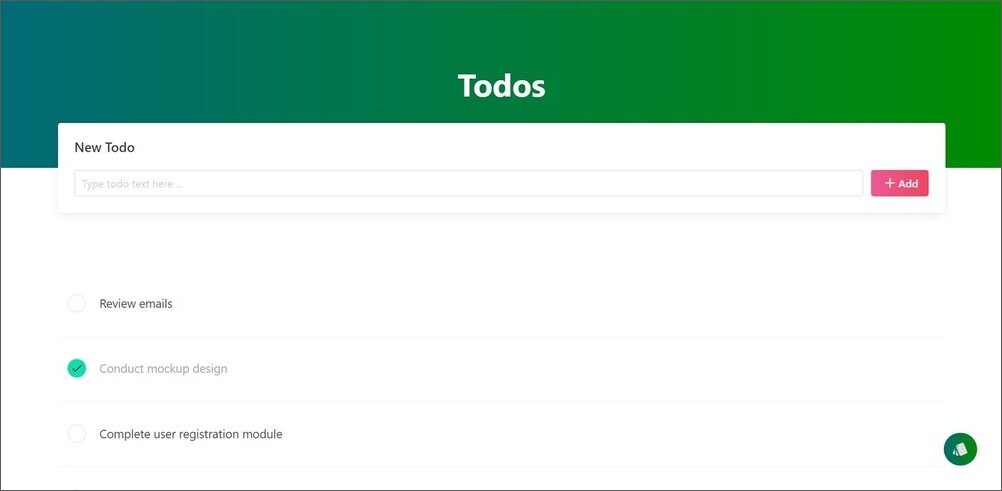 Todos
New Todo
Type todo text here ...
+ Add
Review emails
Conduct mockup design
Complete user registration module